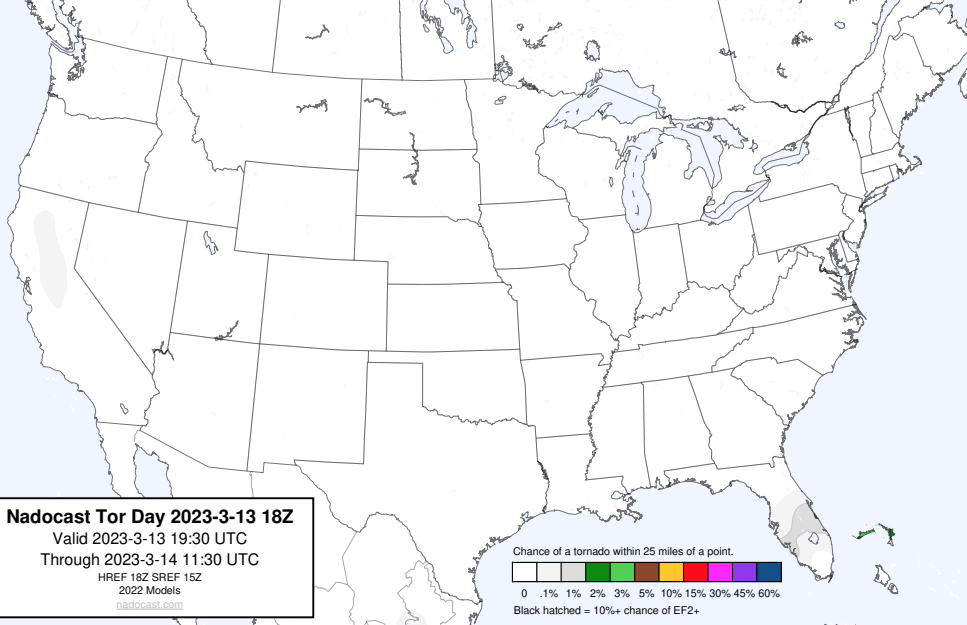 Nadocast Tor Day 2023-3-13 18Z
Valid 2023-3-13 19:30 UTC
Through 2023-3-14 11:30 UTC
HREF 18Z SREF 15Z
2022 Models
nadocast.com
Chance of a tornado within 25 miles of a point.
0 .1% 1% 2% 3% 5% 10% 15% 30% 45% 60%
Black hatched = 10%+ chance of EF2+